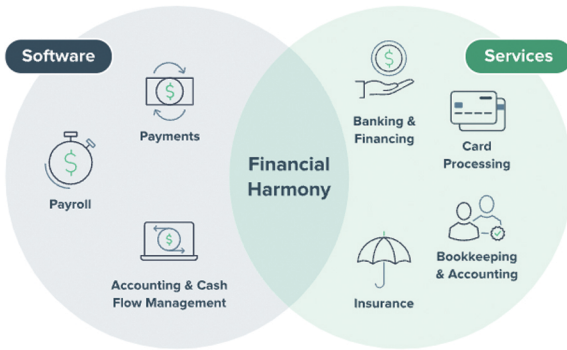 Software
Services
Payments
Payroll
Accounting & Cash
Flow Management
Financial
Harmony
Banking &
Financing
Card
Processing
Bookkeeping
& Accounting
Insurance